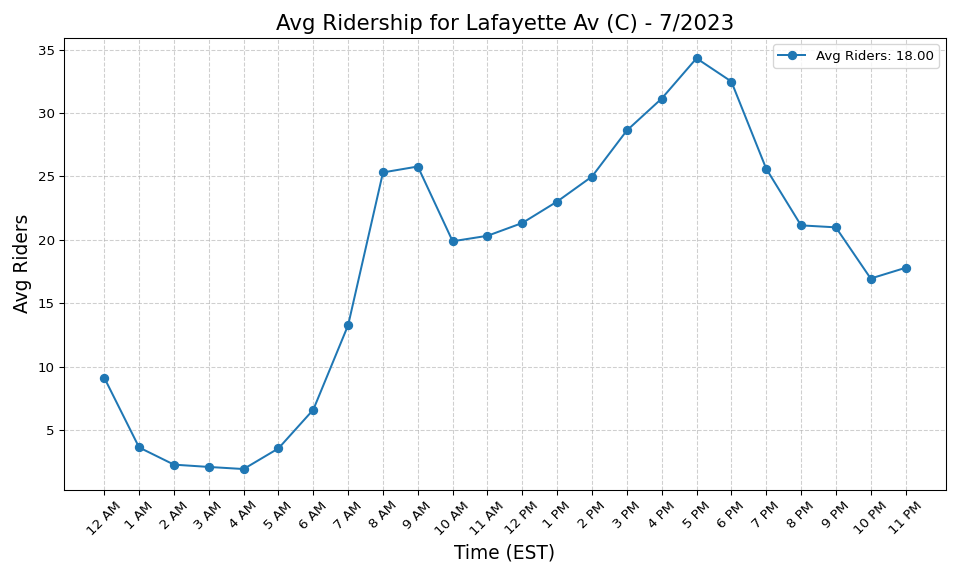 Avg Ridership for Lafayette Av (C) - 7/2023
Avg Riders: 18.00
Avg Riders
35
30
25
20
15
10
5
12 AM
1 AM
2 AM
3 AM
4 AM
5 AM
6 AM
7 AM
8 AM
9 AM
10 AM
11 AM
12 PM
1 PM
2 PM
3 PM
4 PM
5 PM
6 PM
7 PM
8 PM
9 PM
10 PM
11 PM
Time (EST)